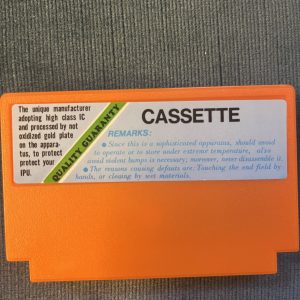 The unique manufacturer
adopting high class IC
and processed by not
oxidized gold plate
on the appara-
tus, to protect
protect your
IPU.
QUALITY GUARANTY
CASSETTE
REMARKS:
● Since this is a sophisticated apparatus, should avoid
to operate or to store under extreme temperature, also
avoid violent bumps is necessary; moreover, never disassemble it.
● The reasons causing defauts are: Touching the end field by
hands, or cleang by wet materials.